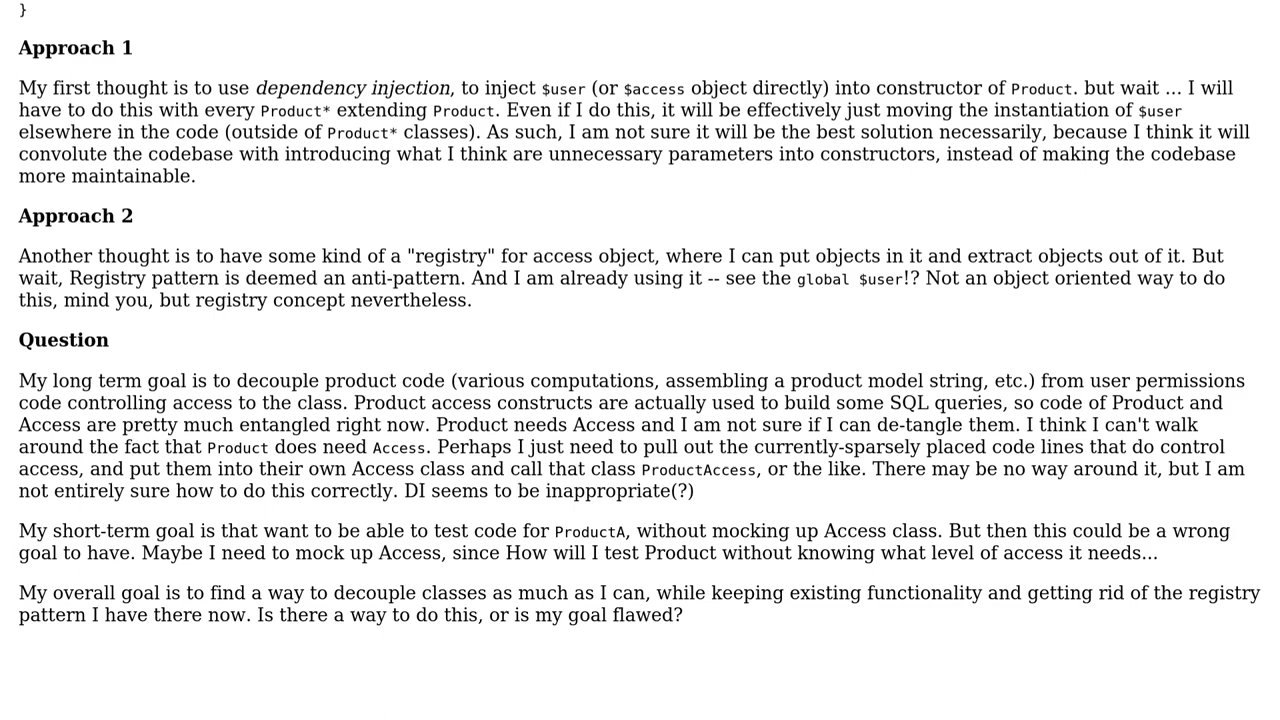 }
Approach 1
My first thought is to use dependency injection, to inject $user (or $access object directly) into constructor of Product. but wait ... I will
have to do this with every Product* extending Product. Even if I do this, it will be effectively just moving the instantiation of $user
elsewhere in the code (outside of Product* classes). As such, I am not sure it will be the best solution necessarily, because I think it will
convolute the codebase with introducing what I think are unnecessary parameters into constructors, instead of making the codebase
more maintainable.
Approach 2
Another thought is to have some kind of a "registry" for access object, where I can put objects in it and extract objects out of it. But
wait, Registry pattern is deemed an anti-pattern. And I am already using it -- see the global $user!? Not an object oriented way to do
this, mind you, but registry concept nevertheless.
Question
My long term goal is to decouple product code (various computations, assembling a product model string, etc.) from user permissions
code controlling access to the class. Product access constructs are actually used to build some SQL queries, so code of Product and
Access are pretty much entangled right now. Product needs Access and I am not sure if I can de-tangle them. I think I can't walk
around the fact that Product does need Access. Perhaps I just need to pull out the currently-sparsely placed code lines that do control
access, and put them into their own Access class and call that class ProductAccess, or the like. There may be no way around it, but I am
not entirely sure how to do this correctly. DI seems to be inappropriate(?)
My short-term goal is that want to be able to test code for ProductA, without mocking up Access class. But then this could be a wrong
goal to have. Maybe I need to mock up Access, since How will I test Product without knowing what level of access it needs...
My overall goal is to find a way to decouple classes as much as I can, while keeping existing functionality and getting rid of the registry
pattern I have there now. Is there a way to do this, or is my goal flawed?